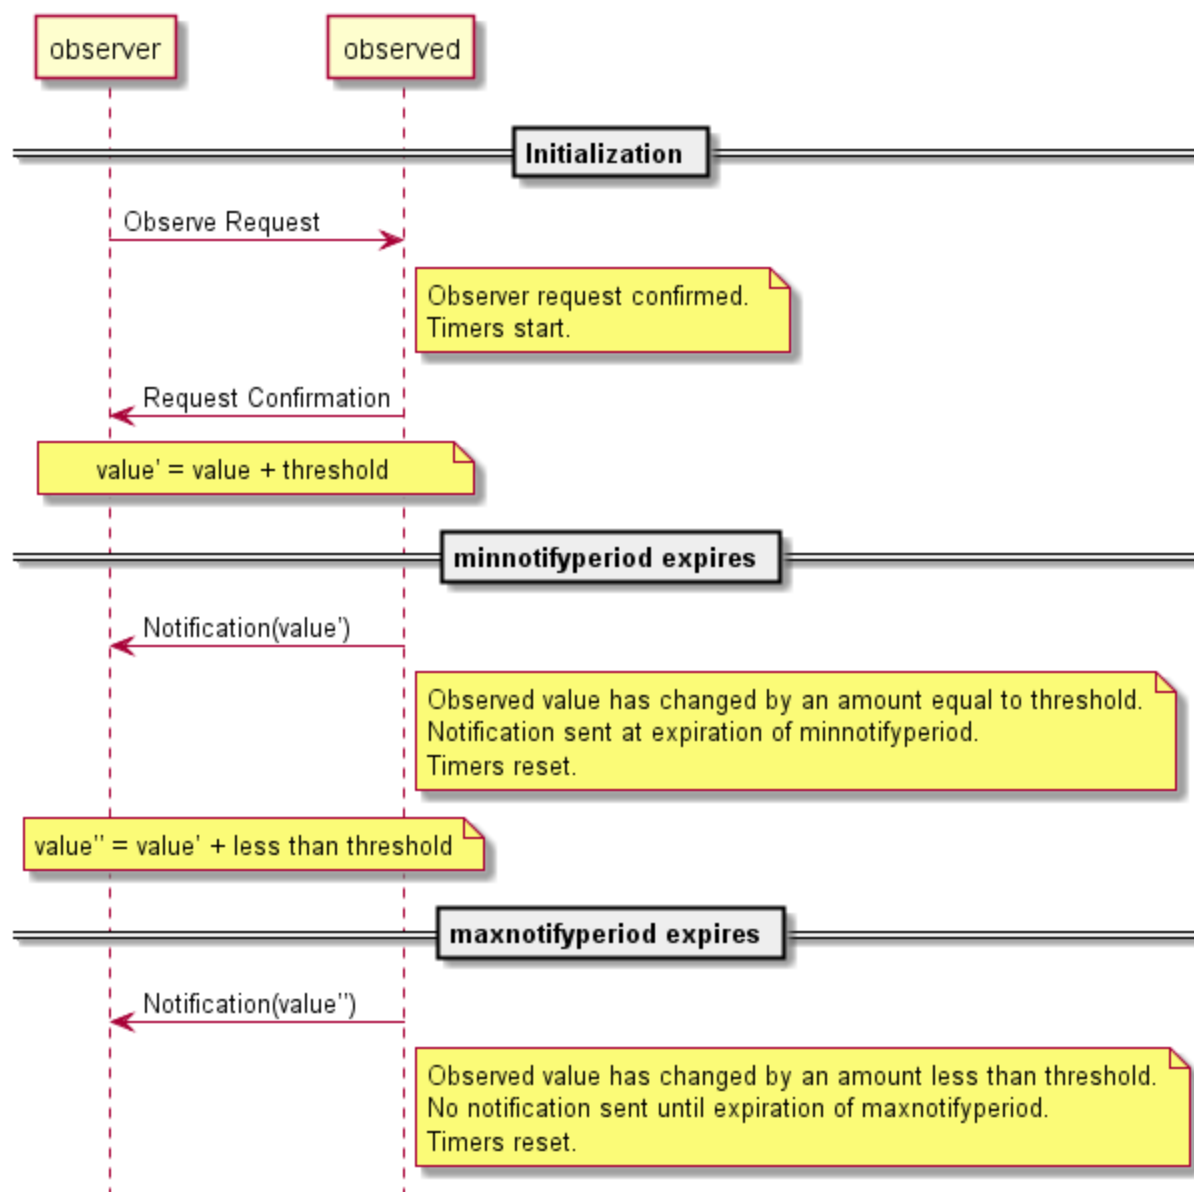 observer
observed
Initialization
Observe Request
Observer request confirmed.
Timers start.
Request Confirmation
value’ = value + threshold
minnotifyperiod expires
Notification(value’)
Observed value has changed by an amount equal to threshold.
Notification sent at expiration of minnotifyperiod.
Timers reset.
value’’ = value’ + less than threshold
maxnotifyperiod expires
Notification(value’’)
Observed value has changed by an amount less than threshold.
No notification sent until expiration of maxnotifyperiod.
Timers reset.